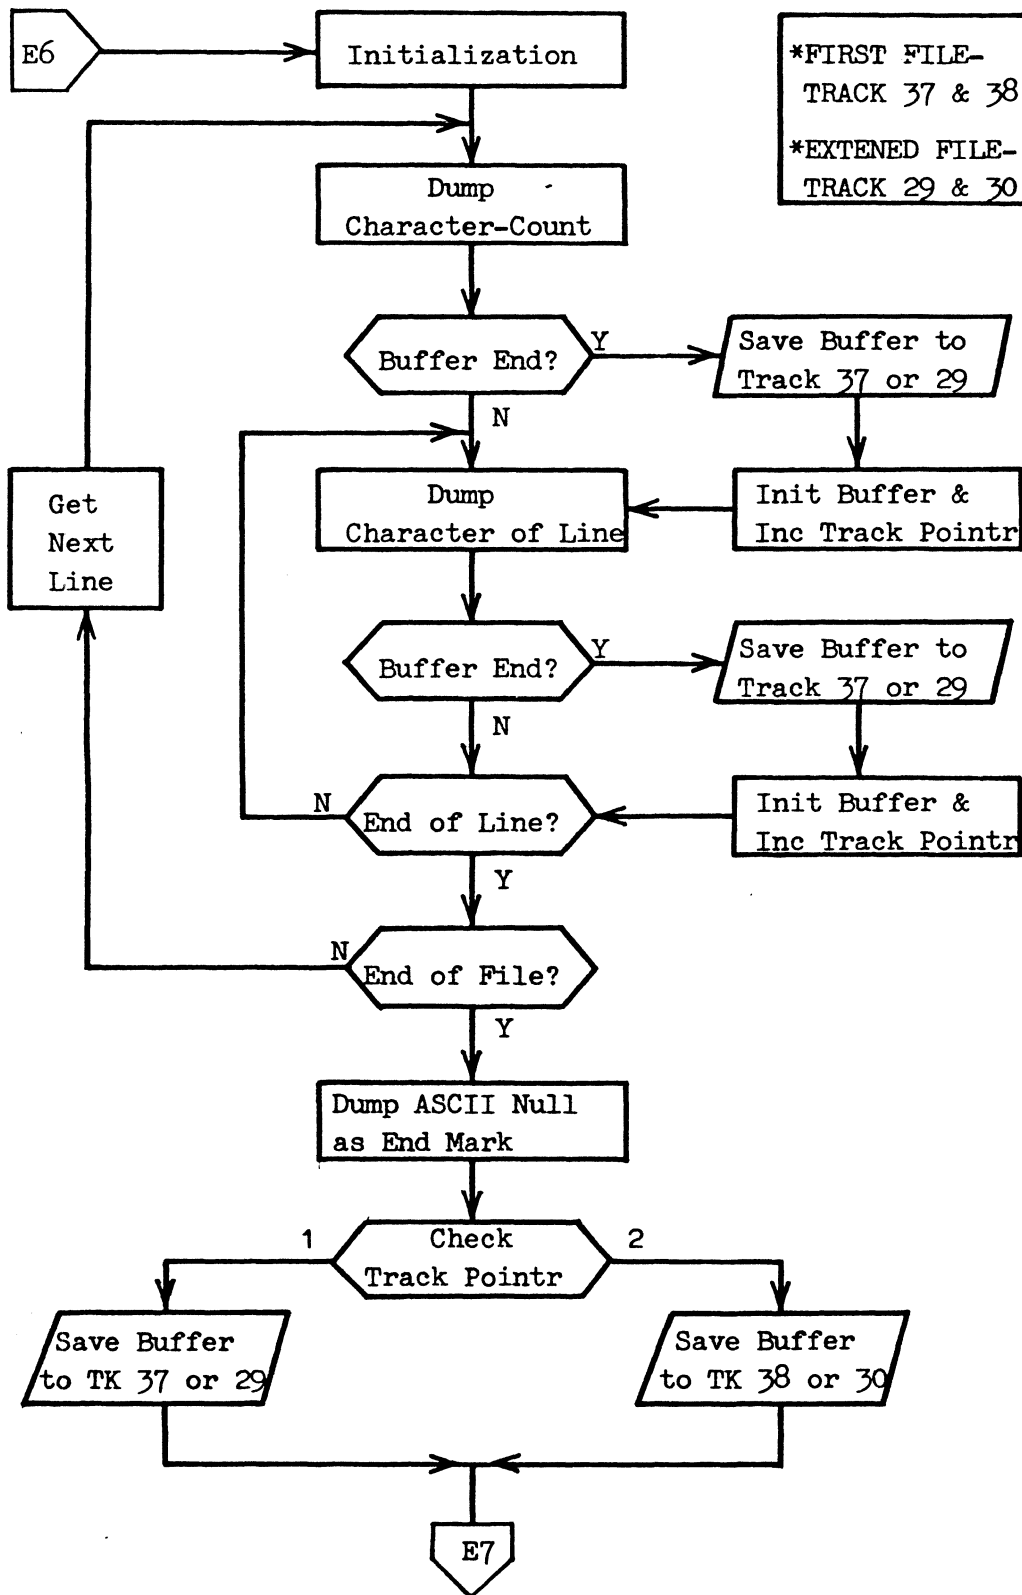 E6
Initialization
*FIRST FILE-
TRACK 37 & 38
*EXTENED FILE-
TRACK 29 & 30
Dump
Character-Count
Buffer End?
Y
Save Buffer to
Track 37 or 29
N
Get
Next
Line
Dump
Character of Line
Init Buffer &
Inc Track Pointr
Buffer End?
Y
Save Buffer to
Track 37 or 29
N
N
End of Line?
Init Buffer &
Inc Track Pointr
Y
N
End of File?
Y
Dump ASCII Null
as End Mark
1
Check
Track Pointr
2
Save Buffer
to TK 37 or 29
Save Buffer
to TK 38 or 30
E7